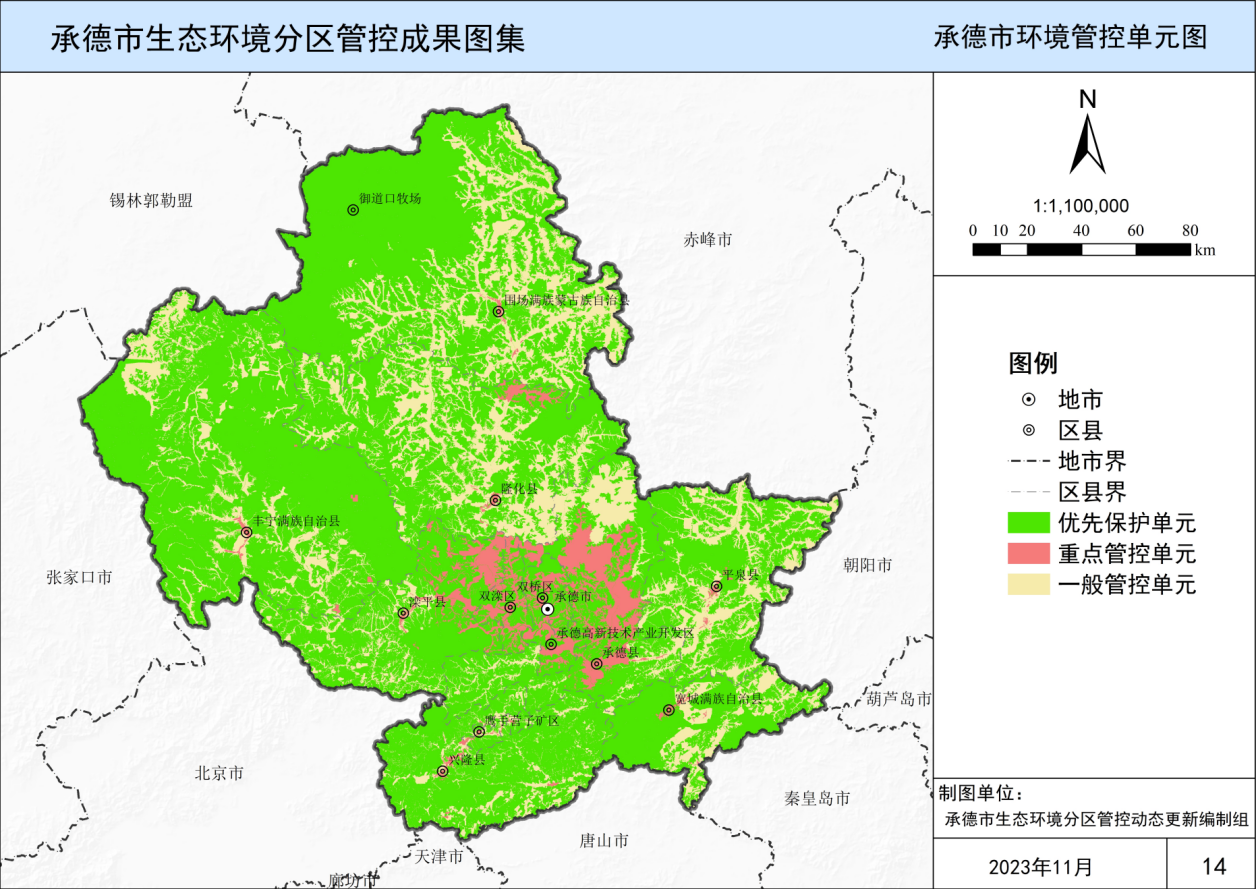 承德市生态环境分区管控成果图集
承德市环境管控单元图
N
1:1,100,000
0 10 20 40 60 80
km
图例
地市
区县
地市界
区县界
优先保护单元
重点管控单元
一般管控单元
制图单位：
承德市生态环境分区管控动态更新编制组
2023年11月
14
锡林郭勒盟
御道口牧场
赤峰市
围场满族蒙古族自治县
隆化县
丰宁满族自治县
张家口市
朝阳市
平泉县
双桥区
双滦区
承德市
滦平县
承德高新技术产业开发区
承德县
宽城满族自治县
葫芦岛市
鹰手营子矿区
兴隆县
北京市
秦皇岛市
唐山市
天津市
廊坊市